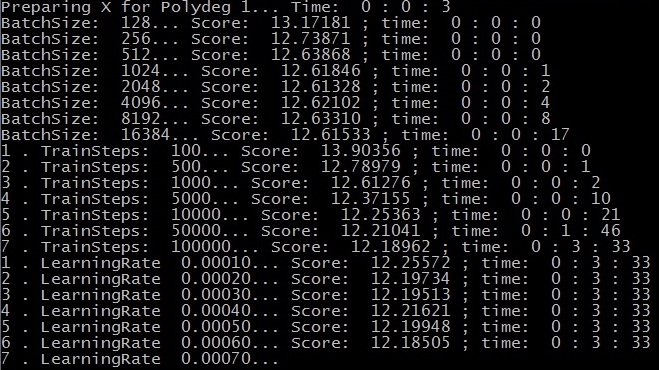 Preparing X for Polydeg 1... Time:  0 : 0 : 3
BatchSize:  128... Score:  13.17181 ; time:  0 : 0 : 0
BatchSize:  256... Score:  12.73871 ; time:  0 : 0 : 0
BatchSize:  512... Score:  12.63868 ; time:  0 : 0 : 0
BatchSize:  1024... Score:  12.61846 ; time:  0 : 0 : 1
BatchSize:  2048... Score:  12.61328 ; time:  0 : 0 : 2
BatchSize:  4096... Score:  12.62102 ; time:  0 : 0 : 4
BatchSize:  8192... Score:  12.63310 ; time:  0 : 0 : 8
BatchSize:  16384... Score:  12.61533 ; time:  0 : 0 : 17
1 . TrainSteps:  100... Score:  13.90356 ; time:  0 : 0 : 0
2 . TrainSteps:  500... Score:  12.78979 ; time:  0 : 0 : 1
3 . TrainSteps:  1000... Score:  12.61276 ; time:  0 : 0 : 2
4 . TrainSteps:  5000... Score:  12.37155 ; time:  0 : 0 : 10
5 . TrainSteps:  10000... Score:  12.25363 ; time:  0 : 0 : 21
6 . TrainSteps:  50000... Score:  12.21041 ; time:  0 : 1 : 46
7 . TrainSteps:  100000... Score:  12.18962 ; time:  0 : 3 : 33
1 . LearningRate  0.00010... Score:  12.25572 ; time:  0 : 3 : 33
2 . LearningRate  0.00020... Score:  12.19734 ; time:  0 : 3 : 33
3 . LearningRate  0.00030... Score:  12.19513 ; time:  0 : 3 : 33
4 . LearningRate  0.00040... Score:  12.21621 ; time:  0 : 3 : 33
5 . LearningRate  0.00050... Score:  12.19948 ; time:  0 : 3 : 33
6 . LearningRate  0.00060... Score:  12.18505 ; time:  0 : 3 : 33
7 . LearningRate  0.00070...